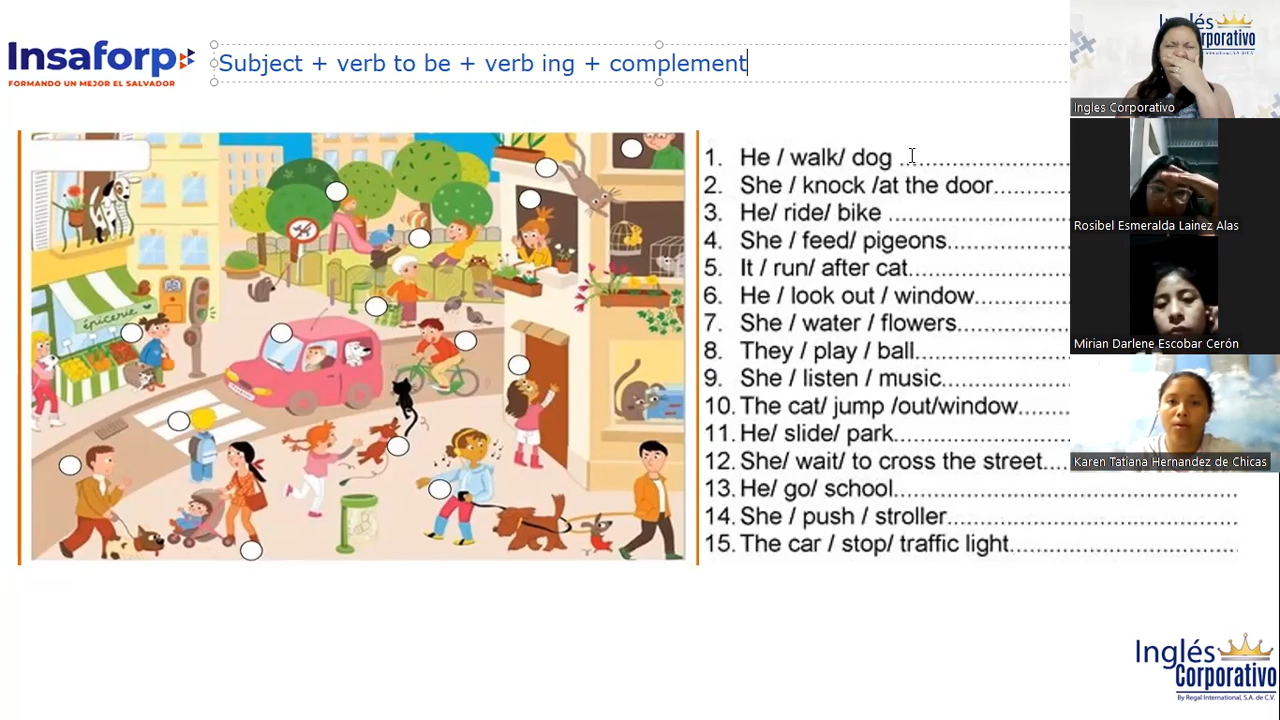 Insaforp
FORMANDO UN MEJOR EL SALVADOR
Subject + verb to be + verb ing + complement
Inglés
Corporativo
Ingles Corporativo
Rosibel Esmeralda Lainez Alas
Mirian Darlene Escobar Cerón
Karen Tatiana Hernandez de Chicas
épicerie
1. He / walk/ dog ........................
2. She / knock /at the door..........
3. He/ ride/ bike ..........................
4. She / feed/ pigeons.................
5. It / run/ after cat.......................
6. He / look out / window.............
7. She / water / flowers...............
8. They / play / ball......................
9. She / listen / music..................
10. The cat/ jump /out/window.......
11. He/ slide/ park.........................
12. She/ wait/ to cross the street....
13. He/ go/ school..................................................
14. She / push / stroller..........................................
15. The car / stop/ traffic light.................................
Inglés
Corporativo
By Regal International, S.A. de C.V.